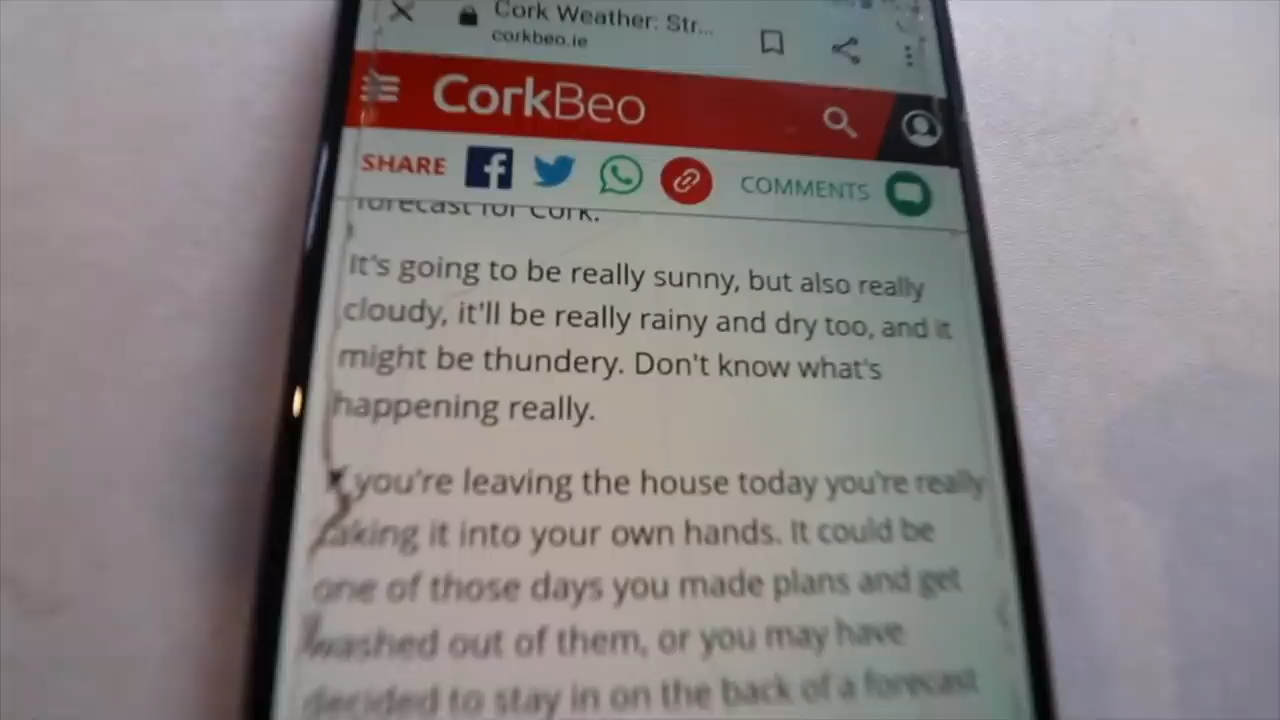 Cork Weather: Str...
corkbeo.ie
CorkBeo
SHARE
COMMENTS
forecast for Cork.
It's going to be really sunny, but also really
cloudy, it'll be really rainy and dry too, and it
might be thundery. Don't know what's
happening really.
you're leaving the house today you're really
taking it into your own hands. It could be
one of those days you made plans and get
washed out of them, or you may have
decided to stay in on the back of a forecast